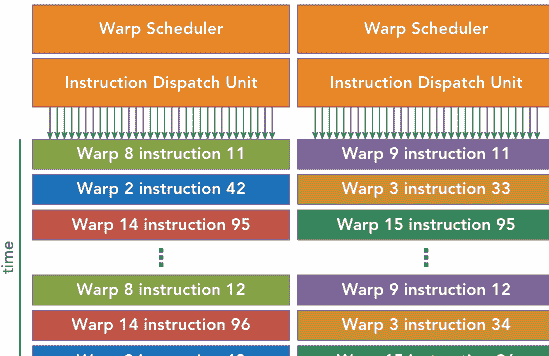 Warp Scheduler Warp Scheduler
Instruction Dispatch Unit Instruction Dispatch Unit
Warp 8 instruction 11 Warp 9 instruction 11
Warp 2 instruction 42 Warp 3 instruction 33
Warp 14 instruction 95 Warp 15 instruction 95
time
Warp 8 instruction 12 Warp 9 instruction 12
Warp 14 instruction 96 Warp 3 instruction 34